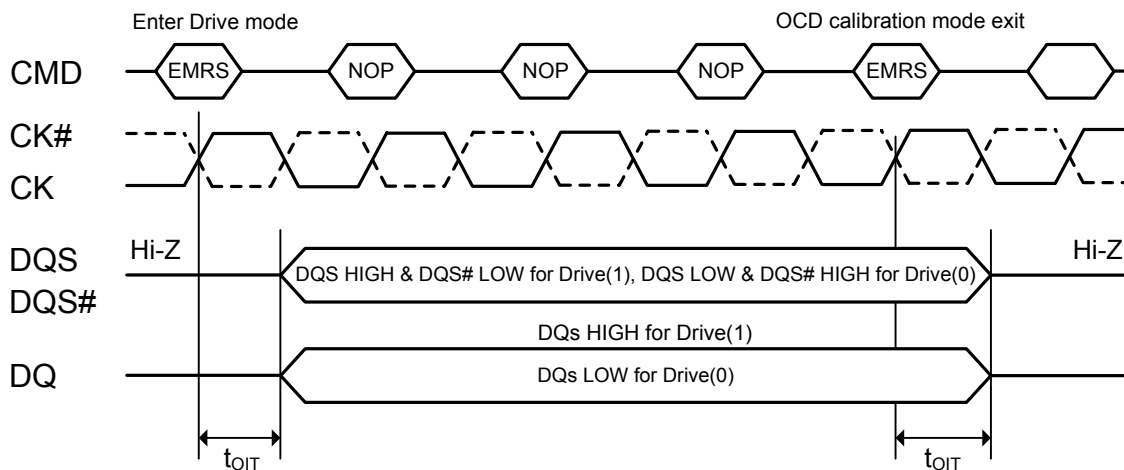 Enter Drive mode OCD calibration mode exit
CMD EMRS NOP NOP NOP EMRS
CK#
CK
Hi-Z Hi-Z
DQS DQS HIGH & DQS# LOW for Drive(1), DQS LOW & DQS# HIGH for Drive(0)
DQS#
DQs HIGH for Drive(1)
DQ DQs LOW for Drive(0)
tOIT tOIT